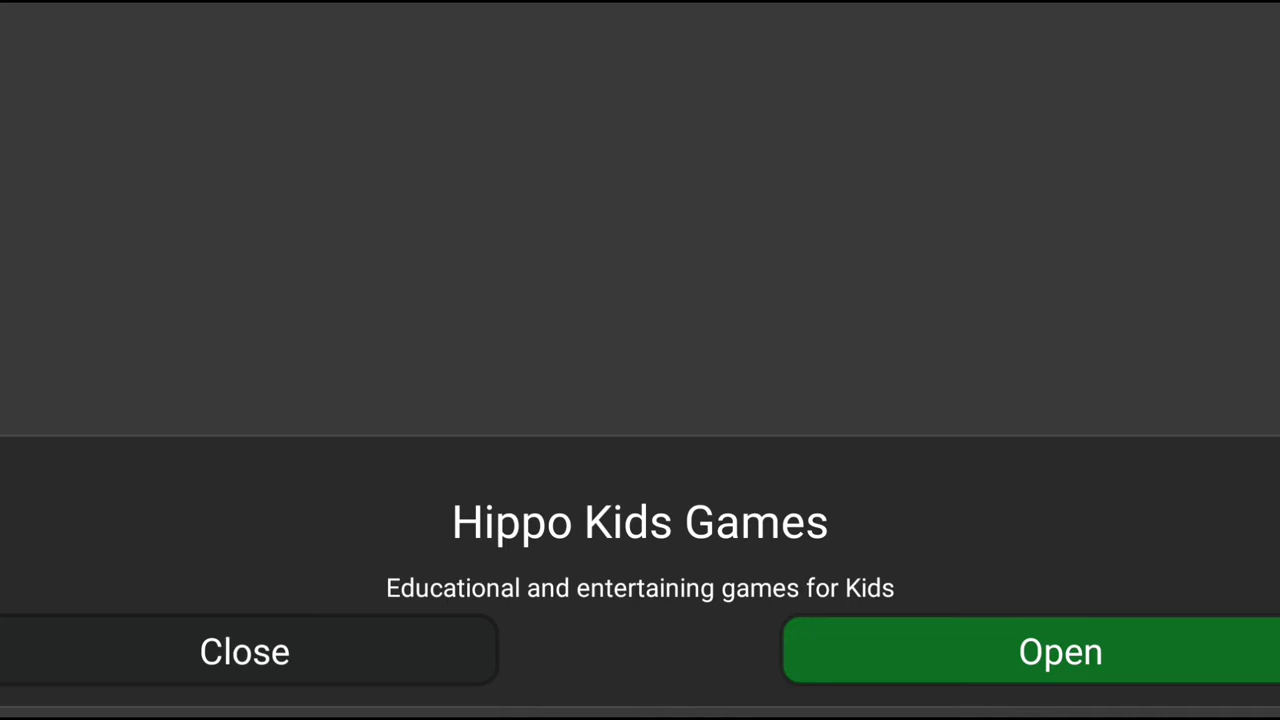 Hippo Kids Games
Educational and entertaining games for Kids
Close
Open